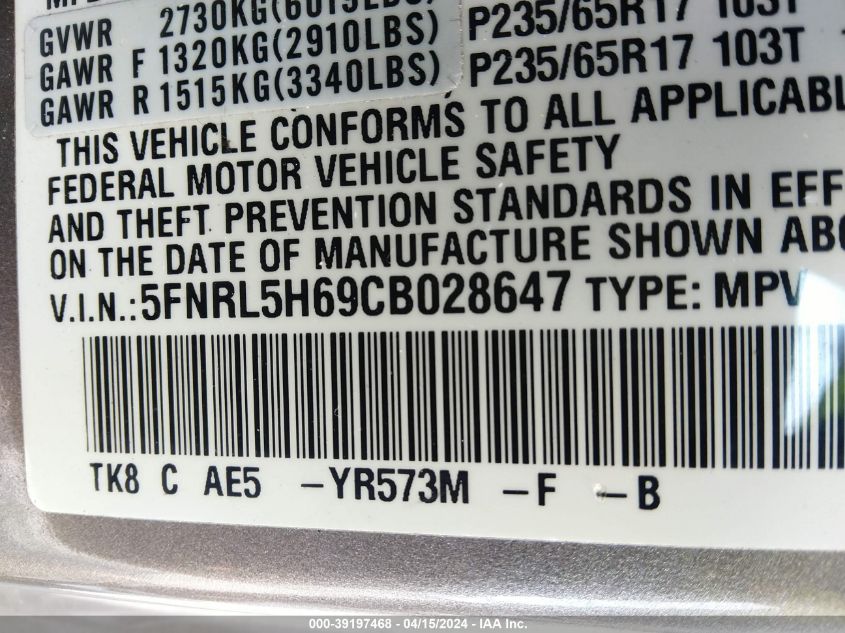 GVWR 2730KG(6019LBS)
GAWR F 1320KG(2910LBS) P235/65R17 103T
GAWR R 1515KG(3340LBS) P235/65R17 103T
THIS VEHICLE CONFORMS TO ALL APPLICABL
FEDERAL MOTOR VEHICLE SAFETY
AND THEFT PREVENTION STANDARDS IN EFF
ON THE DATE OF MANUFACTURE SHOWN ABO
V.I.N.:5FNRL5H69CB028647 TYPE: MPV
TK8 C AE5 -YR573M -F -B
000-39197468 - 04/15/2024 - IAA Inc.